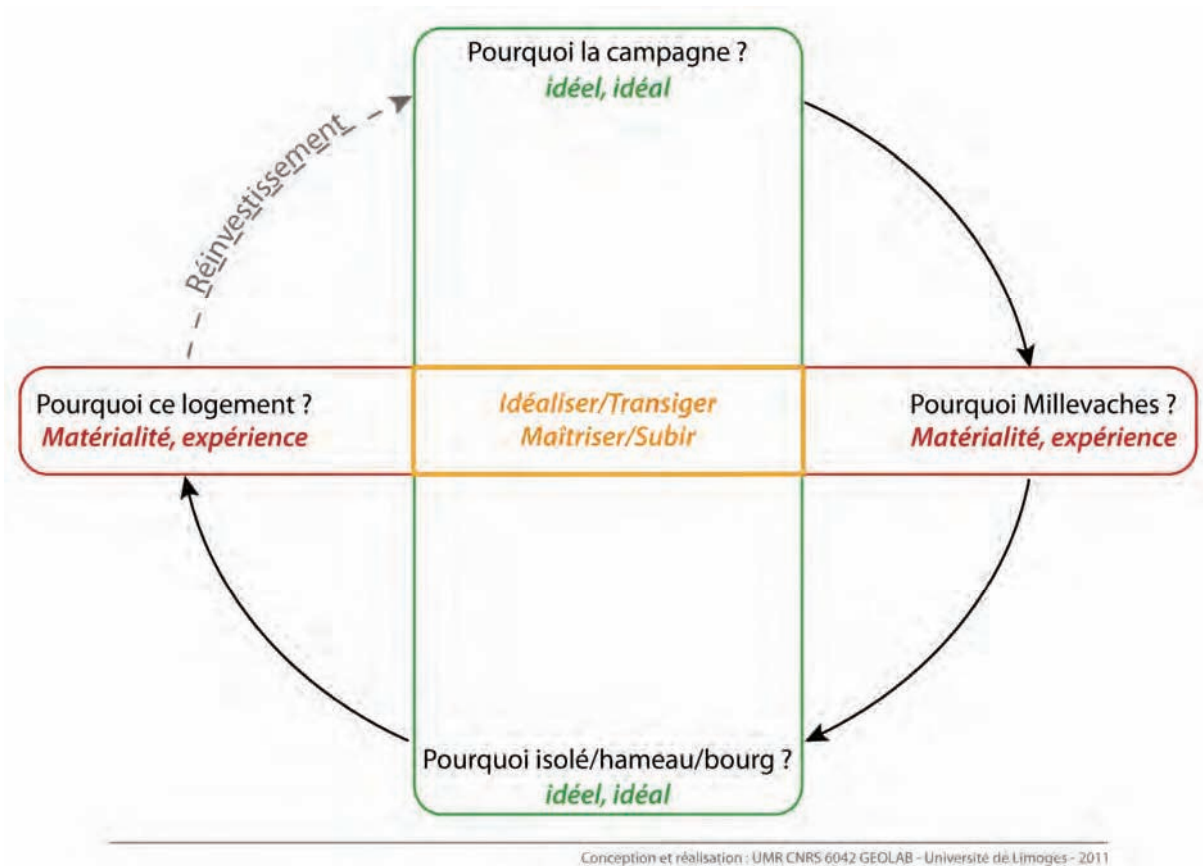 Pourquoi la campagne ?
idéel, idéal
Réinvestissement
Pourquoi ce logement ?
Matérialité, expérience
Idéaliser/Transiger
Maîtriser/Subir
Pourquoi Millevaches ?
Matérialité, expérience
Pourquoi isolé/hameau/bourg ?
idéel, idéal
Conception et réalisation : UMR CNRS 6042 GEOLAB - Université de Limoges - 2011